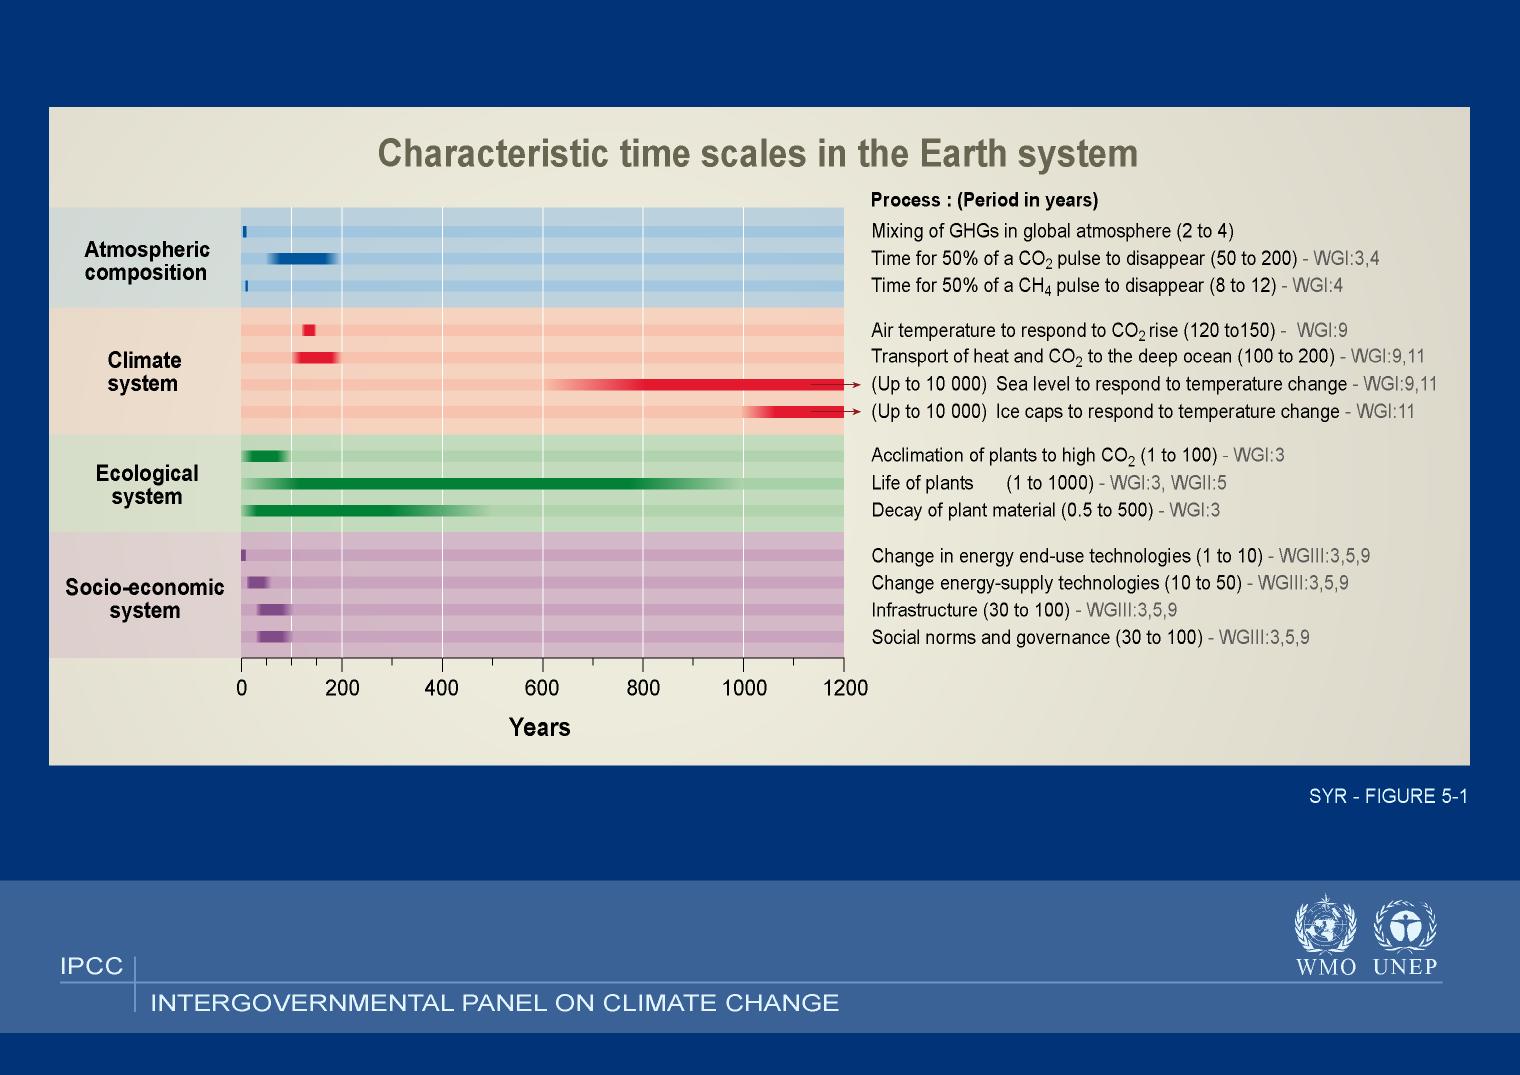 Characteristic time scales in the Earth system
Process : (Period in years)
Atmospheric
composition
Mixing of GHGs in global atmosphere (2 to 4)
Time for 50% of a CO2 pulse to disappear (50 to 200) - WGI:3,4
Time for 50% of a CH4 pulse to disappear (8 to 12) - WGI:4
Climate
system
Air temperature to respond to CO2 rise (120 to150) - WGI:9
Transport of heat and CO2 to the deep ocean (100 to 200) - WGI:9,11
(Up to 10 000) Sea level to respond to temperature change - WGI:9,11
(Up to 10 000) Ice caps to respond to temperature change - WGI:11
Ecological
system
Acclimation of plants to high CO2 (1 to 100) - WGI:3
Life of plants (1 to 1000) - WGI:3, WGII:5
Decay of plant material (0.5 to 500) - WGI:3
Socio-economic
system
Change in energy end-use technologies (1 to 10) - WGIII:3,5,9
Change energy-supply technologies (10 to 50) - WGIII:3,5,9
Infrastructure (30 to 100) - WGIII:3,5,9
Social norms and governance (30 to 100) - WGIII:3,5,9
0 200 400 600 800 1000 1200
Years
SYR - FIGURE 5-1
WMO UNEP
IPCC
INTERGOVERNMENTAL PANEL ON CLIMATE CHANGE